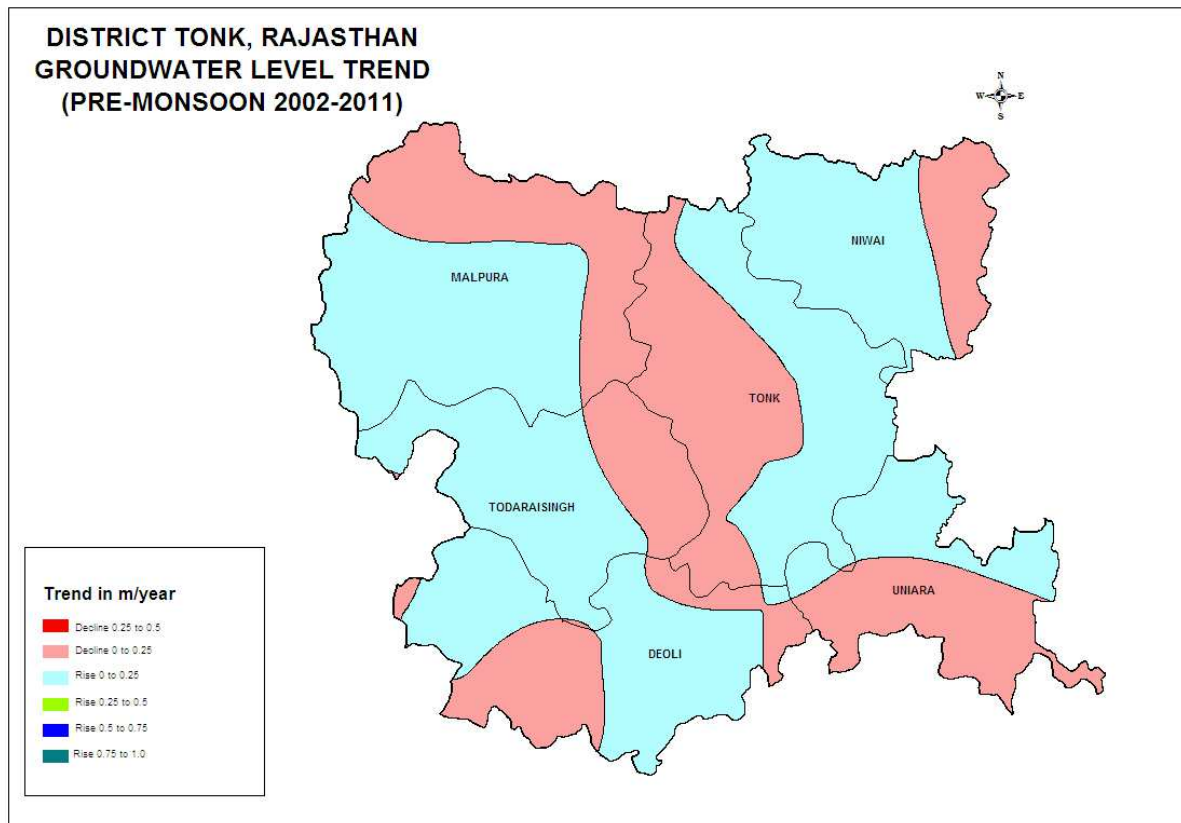 DISTRICT TONK, RAJASTHAN
GROUNDWATER LEVEL TREND
(PRE-MONSOON 2002-2011)
N
W E
S
NIWAI
MALPURA
TONK
TODARAISINGH
UNIARA
DEOLI
Trend in m/year
Decline 0.25 to 0.5
Decline 0 to 0.25
Rise 0 to 0.25
Rise 0.25 to 0.5
Rise 0.5 to 0.75
Rise 0.75 to 1.0